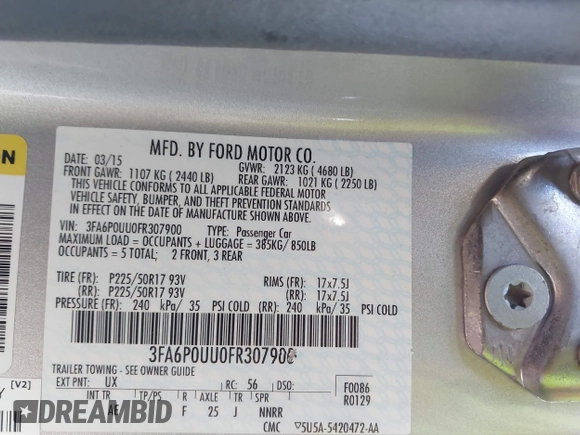 MFD. BY FORD MOTOR CO.
DATE: 03/15 GVWR: 2123 KG ( 4680 LB)
FRONT GAWR: 1107 KG ( 2440 LB) REAR GAWR: 1021 KG ( 2250 LB)
THIS VEHICLE CONFORMS TO ALL APPLICABLE FEDERAL MOTOR
VEHICLE SAFETY, BUMPER, AND THEFT PREVENTION STANDARDS
IN EFFECT ON THE DATE OF MANUFACTURE SHOWN ABOVE.
VIN: 3FA6P0UU0FR307900 TYPE: Passenger Car
MAXIMUM LOAD = OCCUPANTS + LUGGAGE = 385KG/ 850LB
OCCUPANTS = 5 TOTAL; 2 FRONT, 3 REAR
TIRE (FR): P225/50R17 93V RIMS (FR): 17x7.5J
(RR): P225/50R17 93V (RR): 17x7.5J
PRESSURE (FR): 240 kPa/ 35 PSI COLD (RR): 240 kPa/ 35 PSI COLD
3FA6P0UU0FR307900
TRAILER TOWING - SEE OWNER GUIDE
EXT PNT: UX RC: 56 DSO: F0086
R0129
INT TR TP/PS R AXLE TR SPR
AE F 25 J NNRR
CMC 5U5A-5420472-AA
[V2]
Y
N
DREAMBID